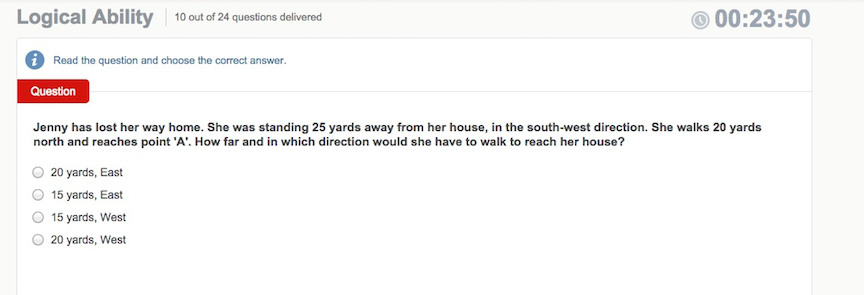 Logical Ability
10 out of 24 questions delivered
00:23:50
Read the question and choose the correct answer.
Question
Jenny has lost her way home. She was standing 25 yards away from her house, in the south-west direction. She walks 20 yards
north and reaches point 'A'. How far and in which direction would she have to walk to reach her house?
20 yards, East
15 yards, East
15 yards, West
20 yards, West